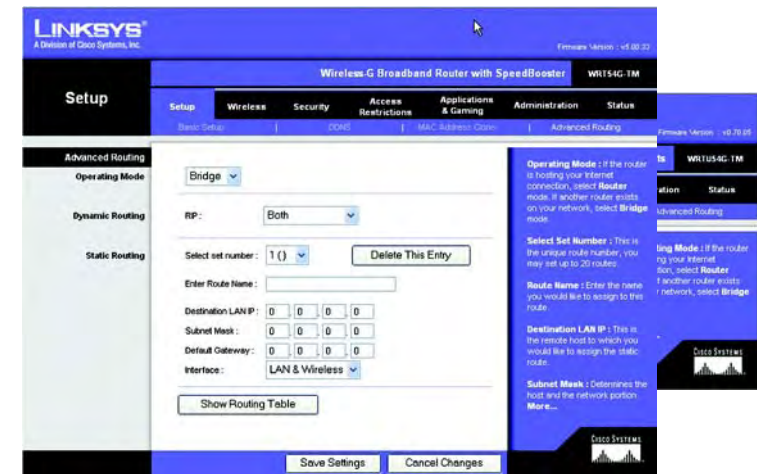 LINKSYS®
A Division of Cisco Systems, Inc.
Firmware Version : v5.00.33
Wireless-G Broadband Router with SpeedBooster
WRT54G-TM
Setup
Setup
Wireless
Security
Access Restrictions
Applications & Gaming
Administration
Status
Basic Setup | DDNS | MAC Address Clone | Advanced Routing
Advanced Routing
Operating Mode
Bridge
Dynamic Routing
RIP :
Both
Static Routing
Select set number :
1 ()
Delete This Entry
Enter Route Name :
Destination LAN IP :
0 . 0 . 0 . 0
Subnet Mask :
0 . 0 . 0 . 0
Default Gateway :
0 . 0 . 0 . 0
Interface :
LAN & Wireless
Show Routing Table
Save Settings
Cancel Changes
Operating Mode : If the router
is hosting your Internet
connection, select Router
mode. If another router exists
on your network, select Bridge
mode.
Select Set Number : This is
the unique route number, you
may set up to 20 routes.
Route Name : Enter the name
you would like to assign to this
route.
Destination LAN IP : This is
the remote host to which you
would like to assign the static
route.
Subnet Mask : Determines the
host and the network portion.
More...
CISCO SYSTEMS
Firmware Version : v0.70.05
ts
WRTU54G-TM
ation
Status
Advanced Routing
ting Mode : If the router
ng your Internet
tion, select Router
f another router exists
r network, select Bridge
CISCO SYSTEMS